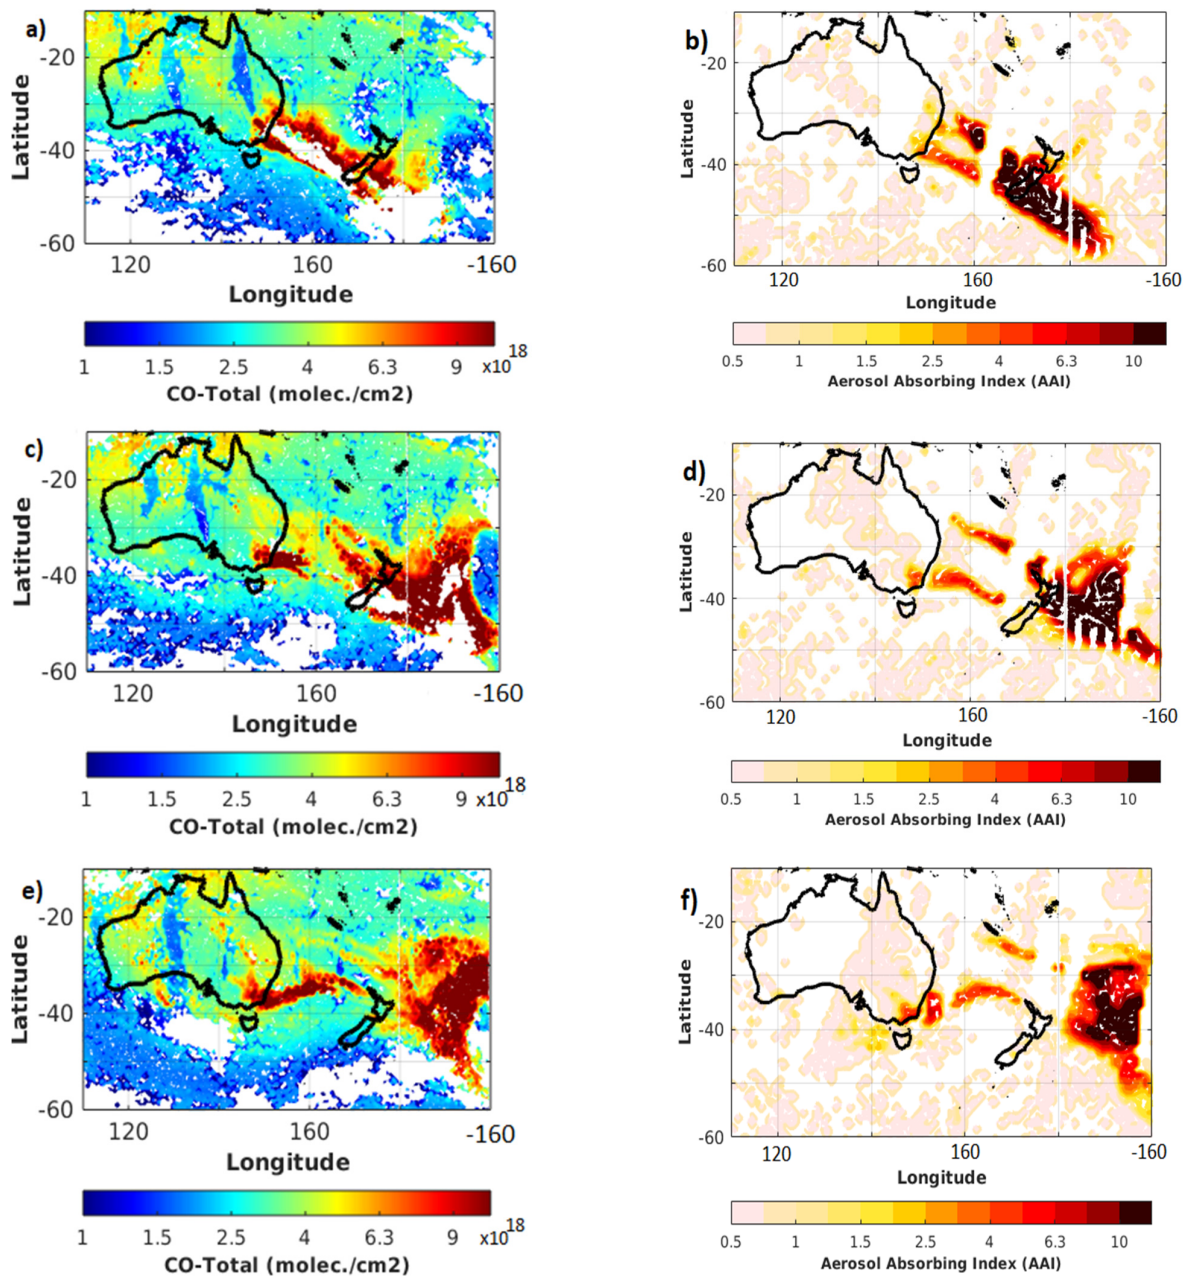 a)
-20
-40
-60
Latitude
120 160 -160
Longitude
1 1.5 2.5 4 6.3 9 x10 18
CO-Total (molec./cm2)
b)
-20
-40
-60
Latitude
120 160 -160
Longitude
0.5 1 1.5 2.5 4 6.3 10
Aerosol Absorbing Index (AAI)
c)
-20
-40
-60
Latitude
120 160 -160
Longitude
1 1.5 2.5 4 6.3 9 x10 18
CO-Total (molec./cm2)
d)
-20
-40
-60
Latitude
120 160 -160
Longitude
0.5 1 1.5 2.5 4 6.3 10
Aerosol Absorbing Index (AAI)
e)
-20
-40
-60
Latitude
120 160 -160
Longitude
1 1.5 2.5 4 6.3 9 x10 18
CO-Total (molec./cm2)
f)
-20
-40
-60
Latitude
120 160 -160
Longitude
0.5 1 1.5 2.5 4 6.3 10
Aerosol Absorbing Index (AAI)